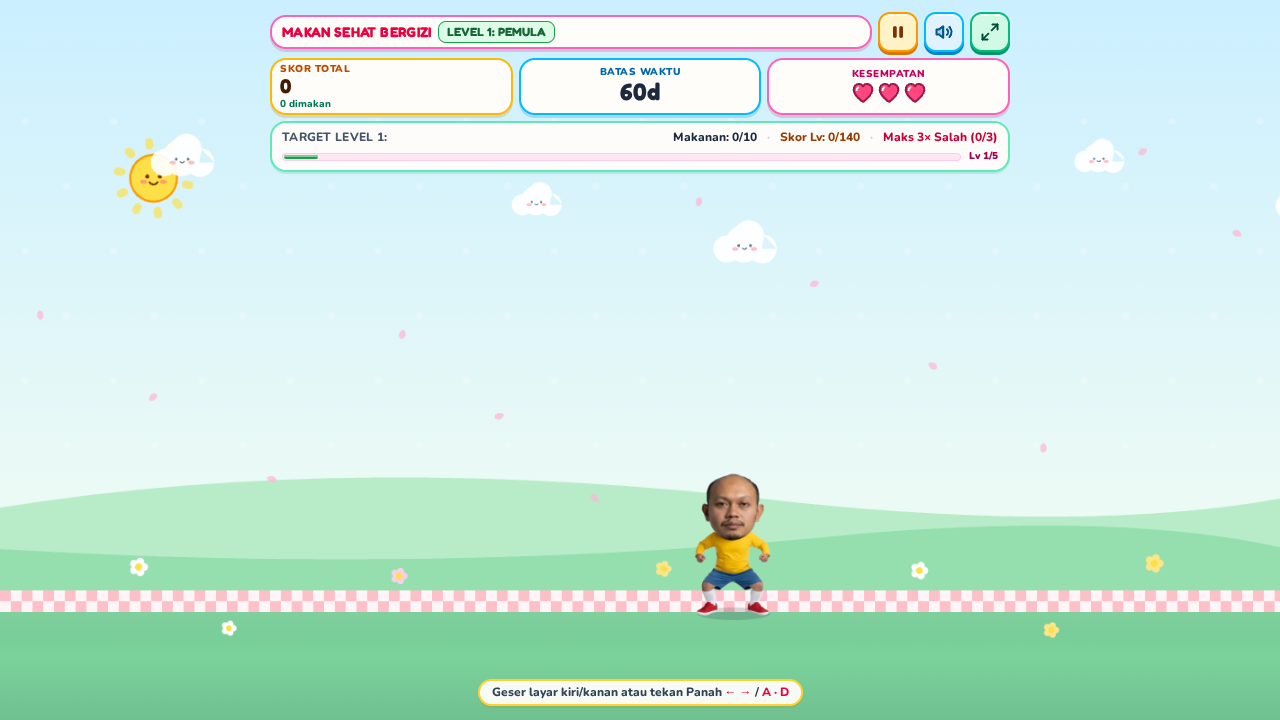 MAKAN SEHAT BERGIZI
LEVEL 1: PEMULA
SKOR TOTAL
0
0 dimakan
BATAS WAKTU
60d
KESEMPATAN
TARGET LEVEL 1:
Makanan: 0/10 · Skor Lv: 0/140 · Maks 3× Salah (0/3)
Lv 1/5
Geser layar kiri/kanan atau tekan Panah ← → / A · D